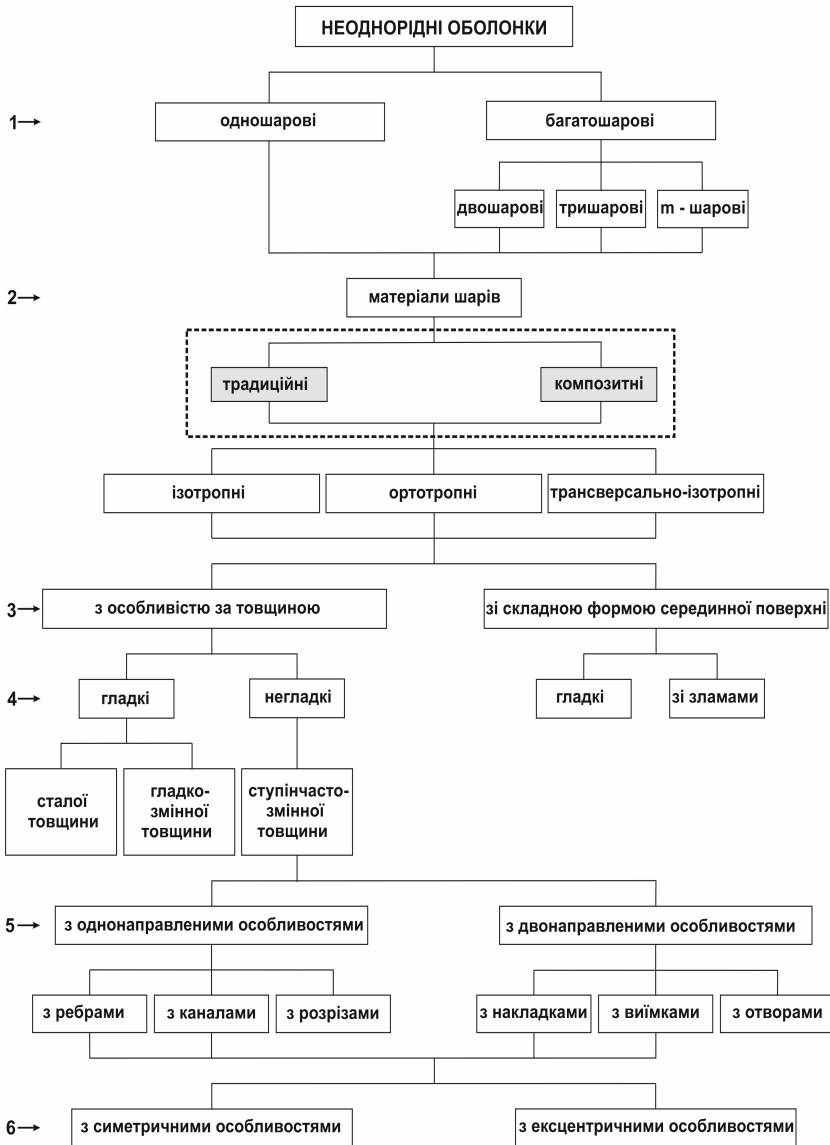 НЕОДНОРІДНІ ОБОЛОНКИ
1
одношарові
багатошарові
двошарові
тришарові
m - шарові
2
матеріали шарів
традиційні
композитні
ізотропні
ортотропні
трансверсально-ізотропні
3
з особливістю за товщиною
зі складною формою серединної поверхні
4
гладкі
негладкі
гладкі
зі зламами
сталої
товщини
гладко-
змінної
товщини
ступінчасто-
змінної
товщини
5
з однонаправленими особливостями
з двонаправленими особливостями
з ребрами
з каналами
з розрізами
з накладками
з виїмками
з отворами
6
з симетричними особливостями
з ексцентричними особливостями